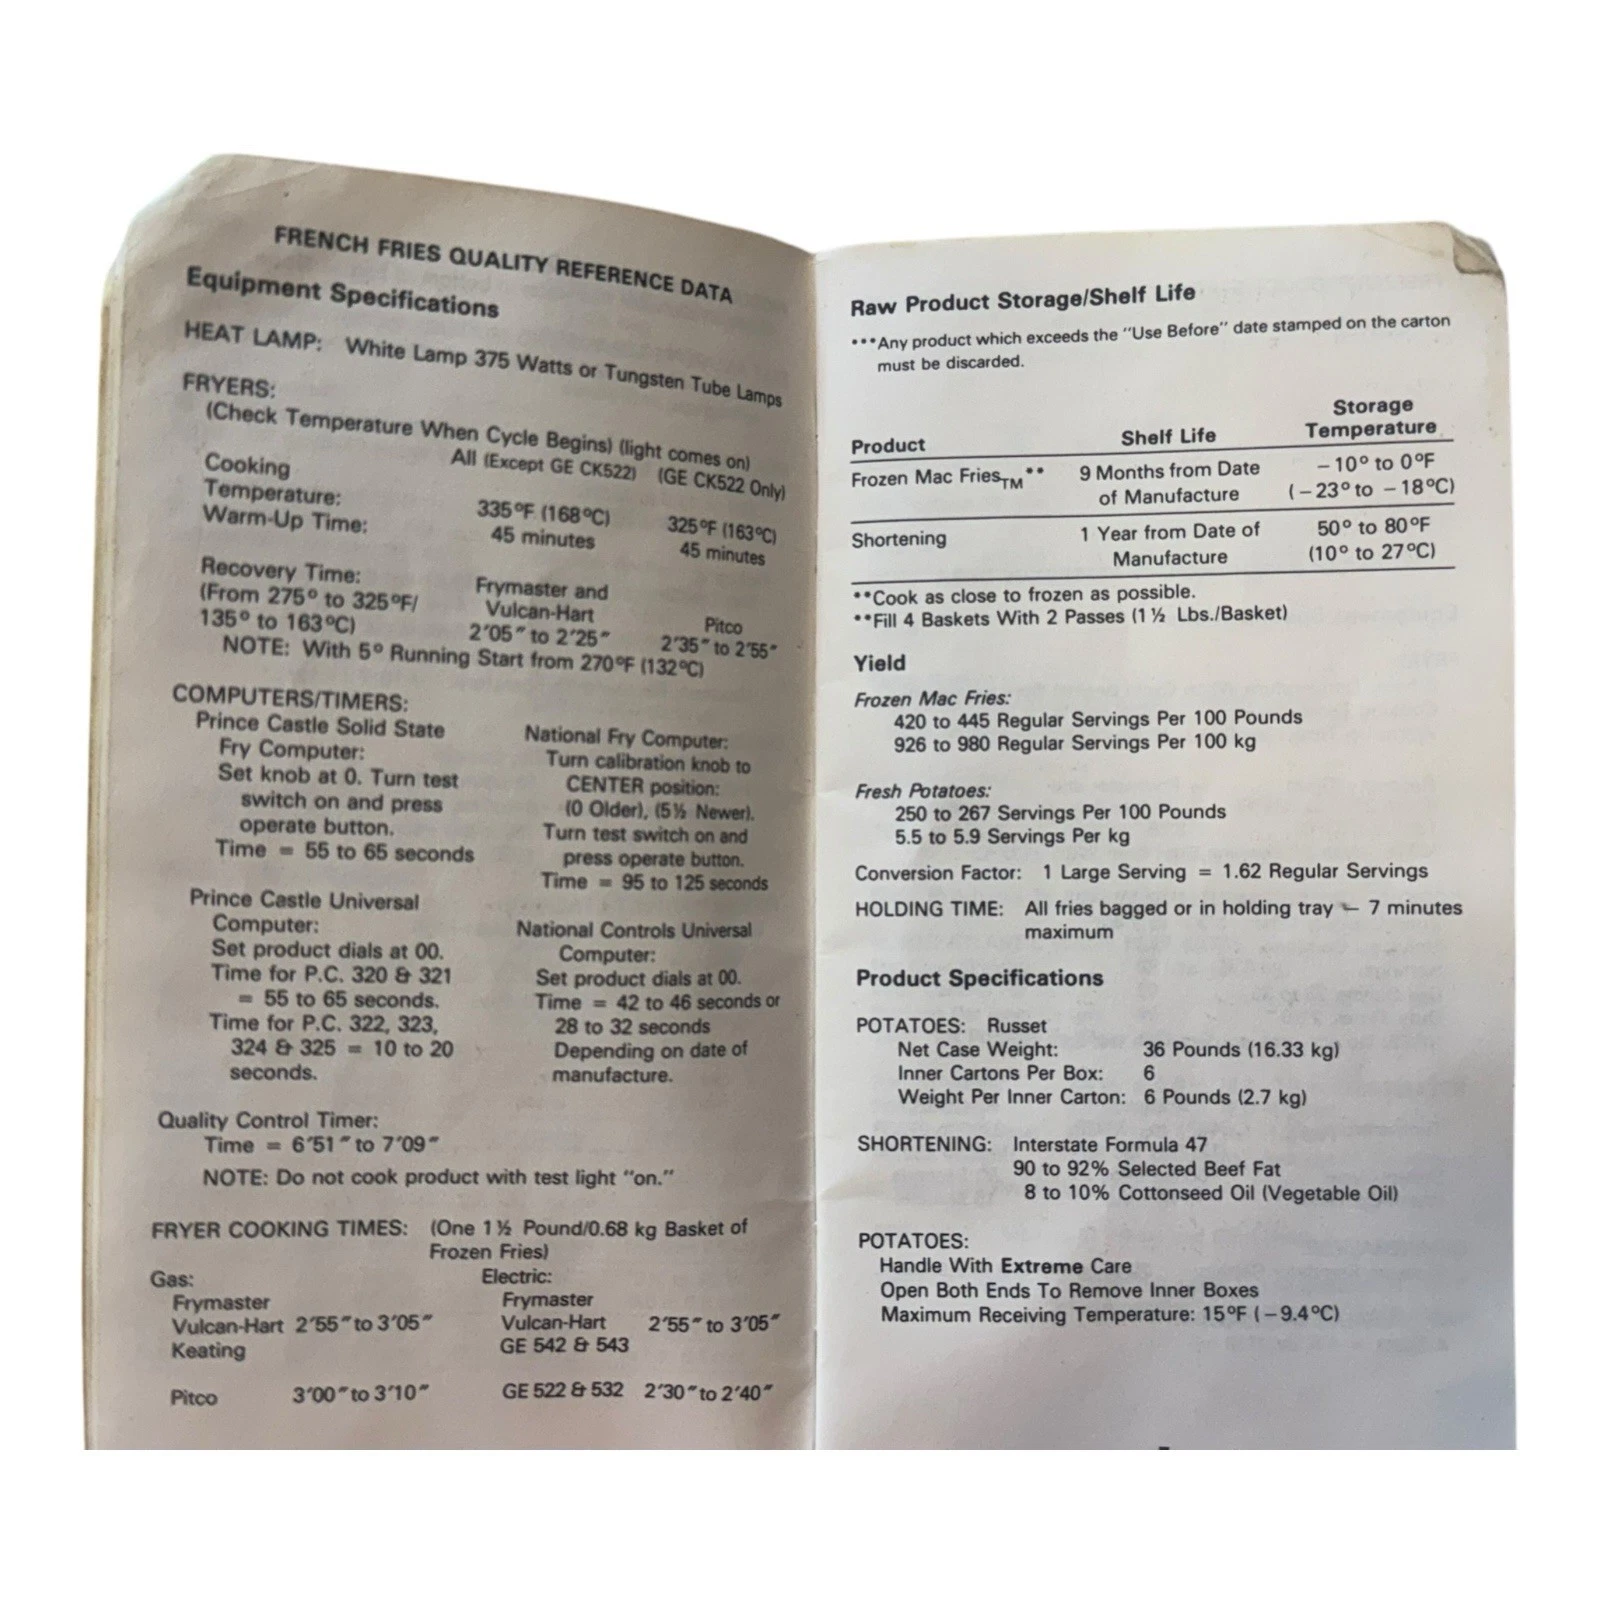 FRENCH FRIES QUALITY REFERENCE DATA
Equipment Specifications
HEAT LAMP: White Lamp 375 Watts or Tungsten Tube Lamps
FRYERS:
(Check Temperature When Cycle Begins) (light comes on)
All (Except GE CK522) (GE CK522 Only)
Cooking
Temperature: 335°F (168°C) 325°F (163°C)
Warm-Up Time: 45 minutes 45 minutes
Recovery Time:
(From 275° to 325°F/
135° to 163°C)
Frymaster and
Vulcan-Hart
2'05" to 2'25"
Pitco
2'35" to 2'55"
NOTE: With 5° Running Start from 270°F (132°C)
COMPUTERS/TIMERS:
Prince Castle Solid State
Fry Computer:
Set knob at 0. Turn test
switch on and press
operate button.
Time = 55 to 65 seconds
Prince Castle Universal
Computer:
Set product dials at 00.
Time for P.C. 320 & 321
= 55 to 65 seconds.
Time for P.C. 322, 323,
324 & 325 = 10 to 20
seconds.
National Fry Computer:
Turn calibration knob to
CENTER position:
(0 Older), (5½ Newer).
Turn test switch on and
press operate button.
Time = 95 to 125 seconds
National Controls Universal
Computer:
Set product dials at 00.
Time = 42 to 46 seconds or
28 to 32 seconds
Depending on date of
manufacture.
Quality Control Timer:
Time = 6'51" to 7'09"
NOTE: Do not cook product with test light "on."
FRYER COOKING TIMES: (One 1½ Pound/0.68 kg Basket of
Frozen Fries)
Gas: Electric:
Frymaster Frymaster
Vulcan-Hart 2'55" to 3'05" Vulcan-Hart 2'55" to 3'05"
Keating GE 542 & 543
Pitco 3'00" to 3'10" GE 522 & 532 2'30" to 2'40"
Raw Product Storage/Shelf Life
***Any product which exceeds the "Use Before" date stamped on the carton
must be discarded.
Storage
Product Shelf Life Temperature
Frozen Mac Fries™** 9 Months from Date −10° to 0°F
of Manufacture (−23° to −18°C)
Shortening 1 Year from Date of 50° to 80°F
Manufacture (10° to 27°C)
**Cook as close to frozen as possible.
**Fill 4 Baskets With 2 Passes (1½ Lbs./Basket)
Yield
Frozen Mac Fries:
420 to 445 Regular Servings Per 100 Pounds
926 to 980 Regular Servings Per 100 kg
Fresh Potatoes:
250 to 267 Servings Per 100 Pounds
5.5 to 5.9 Servings Per kg
Conversion Factor: 1 Large Serving = 1.62 Regular Servings
HOLDING TIME: All fries bagged or in holding tray — 7 minutes
maximum
Product Specifications
POTATOES: Russet
Net Case Weight: 36 Pounds (16.33 kg)
Inner Cartons Per Box: 6
Weight Per Inner Carton: 6 Pounds (2.7 kg)
SHORTENING: Interstate Formula 47
90 to 92% Selected Beef Fat
8 to 10% Cottonseed Oil (Vegetable Oil)
POTATOES:
Handle With Extreme Care
Open Both Ends To Remove Inner Boxes
Maximum Receiving Temperature: 15°F (−9.4°C)